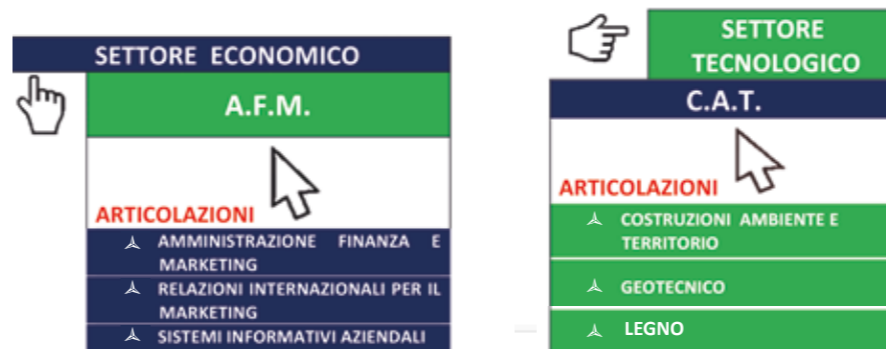 SETTORE ECONOMICO
A.F.M.
ARTICOLAZIONI
AMMINISTRAZIONE FINANZA E
MARKETING
RELAZIONI INTERNAZIONALI PER IL
MARKETING
SISTEMI INFORMATIVI AZIENDALI
SETTORE
TECNOLOGICO
C.A.T.
ARTICOLAZIONI
COSTRUZIONI AMBIENTE E
TERRITORIO
GEOTECNICO
LEGNO